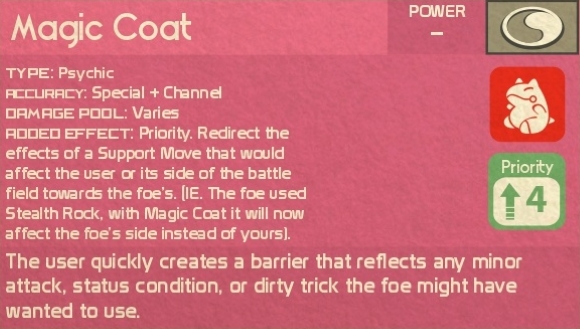 Magic Coat
POWER
–
TYPE: Psychic
ACCURACY: Special + Channel
DAMAGE POOL: Varies
ADDED EFFECT: Priority. Redirect the
effects of a Support Move that would
affect the user or its side of the battle
field towards the foe's. (IE. The foe used
Stealth Rock, with Magic Coat it will now
affect the foe's side instead of yours).
Priority
4
The user quickly creates a barrier that reflects any minor
attack, status condition, or dirty trick the foe might have
wanted to use.